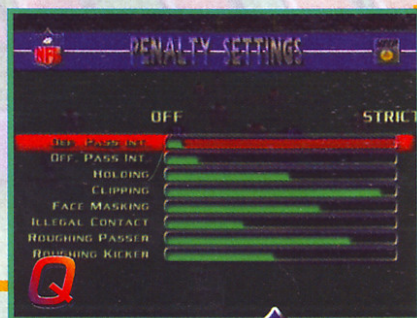 NFL
PENALTY SETTINGS
OFF STRICT
DEF. PASS INT.
OFF. PASS INT.
HOLDING
CLIPPING
FACE MASKING
ILLEGAL CONTACT
ROUGHING PASSER
ROUGHING KICKER
Q